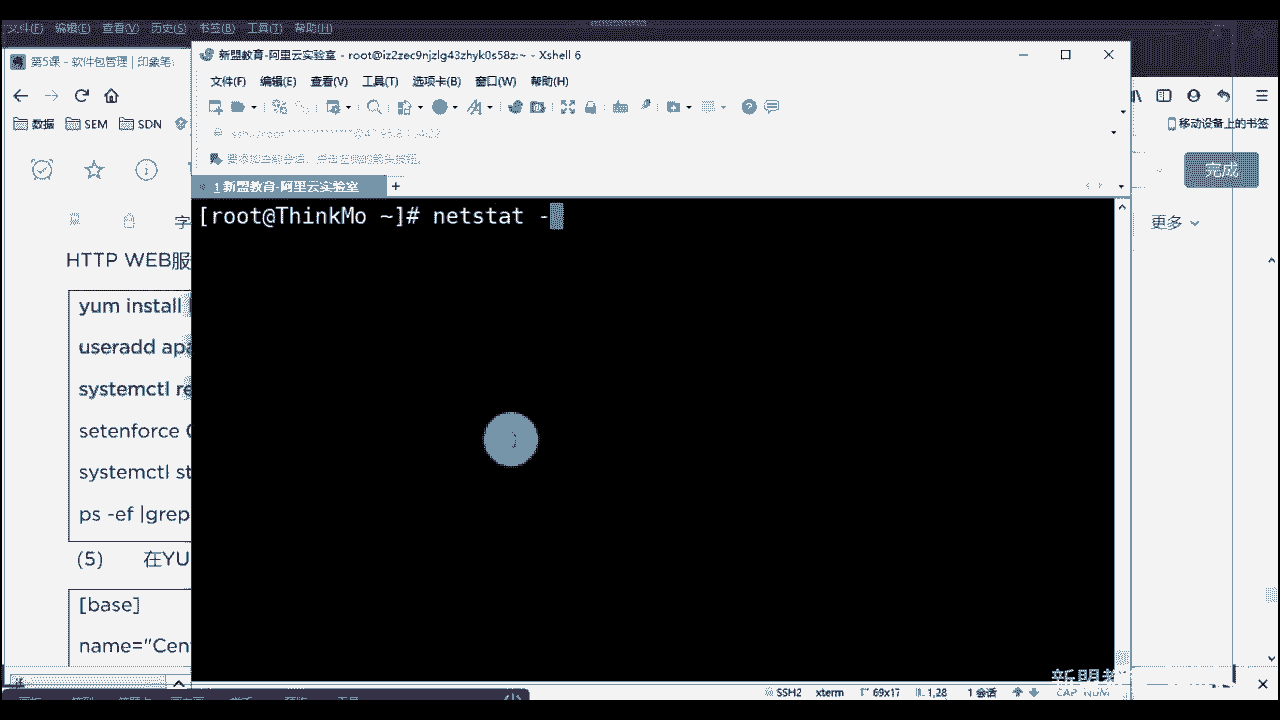 文件(F) 编辑(E) 查看(V) 历史(S) 书签(B) 工具(T) 帮助(H)
第5课 - 软件包管理 | 印象笔
新盟教育-阿里云实验室 - root@iz2zec9njzlg43zhyk0s58z:~ - Xshell 6
文件(F) 编辑(E) 查看(V) 工具(T) 选项卡(B) 窗口(W) 帮助(H)
数据 SEM SDN
移动设备上的书签
1 新盟教育-阿里云实验室
完成
[root@ThinkMo ~]# netstat -
更多
HTTP WEB服
yum install
useradd apa
systemctl re
setenforce
systemctl st
ps -ef |grep
(5) 在YU
[base]
name="Cen
SSH2 xterm 69x17 1,28 1 会话 CAP NUM